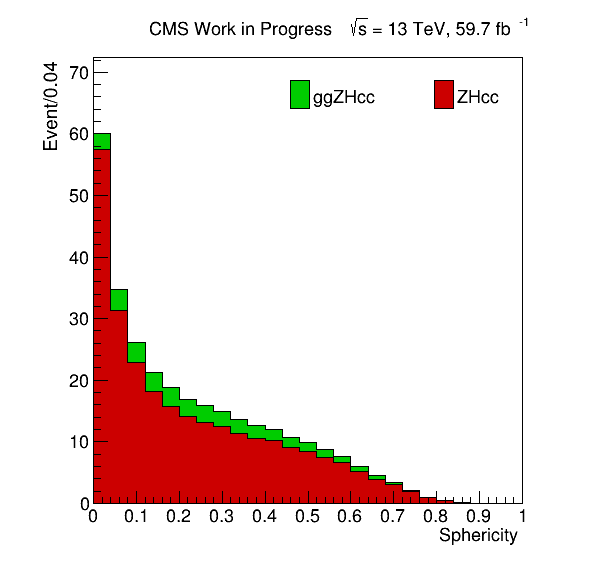 CMS Work in Progress √s = 13 TeV, 59.7 fb -1
Event/0.04
70
60
50
40
30
20
10
0
ggZHcc
ZHcc
0 0.1 0.2 0.3 0.4 0.5 0.6 0.7 0.8 0.9 1
Sphericity